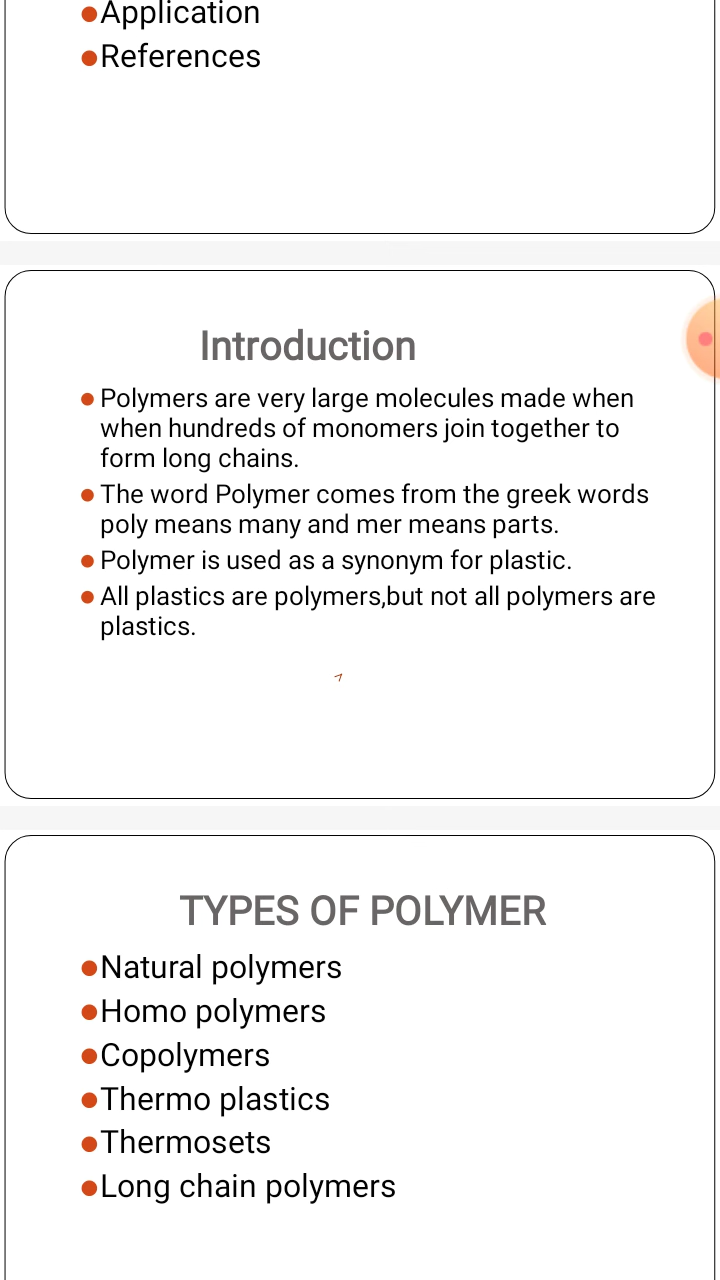 Application
References
Introduction
Polymers are very large molecules made when
when hundreds of monomers join together to
form long chains.
The word Polymer comes from the greek words
poly means many and mer means parts.
Polymer is used as a synonym for plastic.
All plastics are polymers,but not all polymers are
plastics.
TYPES OF POLYMER
Natural polymers
Homo polymers
Copolymers
Thermo plastics
Thermosets
Long chain polymers